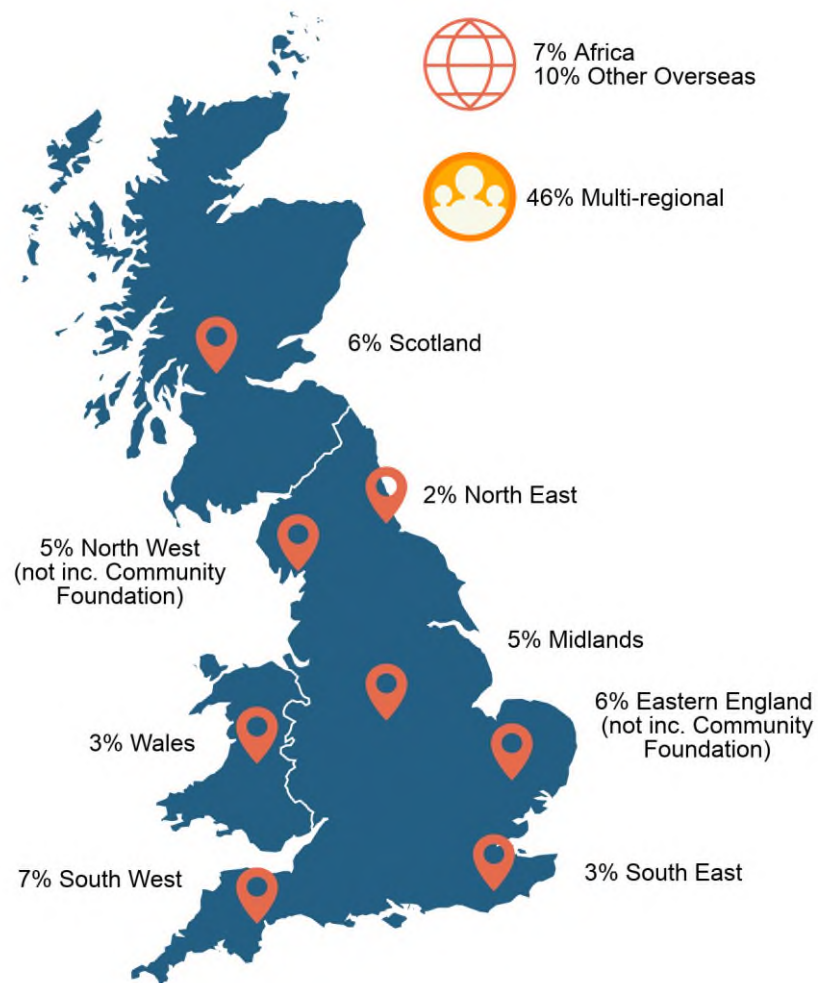 7% Africa
10% Other Overseas
46% Multi-regional
6% Scotland
2% North East
5% North West
(not inc. Community
Foundation)
5% Midlands
6% Eastern England
(not inc. Community
Foundation)
3% Wales
7% South West
3% South East